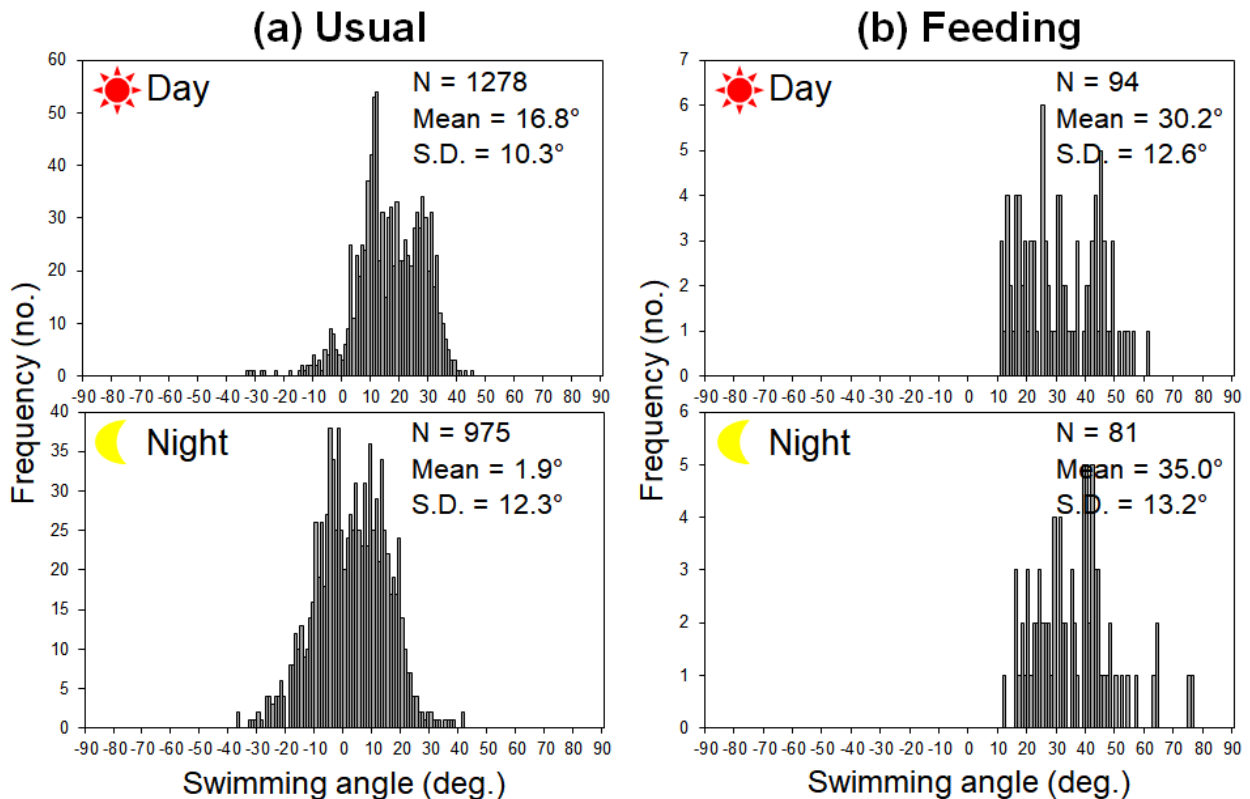 (a) Usual
(b) Feeding
Frequency (no.)
60
50
40
30
20
10
0
Day
N = 1278
Mean = 16.8°
S.D. = 10.3°
-90 -80 -70 -60 -50 -40 -30 -20 -10 0 10 20 30 40 50 60 70 80 90
40
35
30
25
20
15
10
5
0
Night
N = 975
Mean = 1.9°
S.D. = 12.3°
-90 -80 -70 -60 -50 -40 -30 -20 -10 0 10 20 30 40 50 60 70 80 90
Swimming angle (deg.)
Frequency (no.)
7
6
5
4
3
2
1
0
Day
N = 94
Mean = 30.2°
S.D. = 12.6°
-90 -80 -70 -60 -50 -40 -30 -20 -10 0 10 20 30 40 50 60 70 80 90
6
5
4
3
2
1
0
Night
N = 81
Mean = 35.0°
S.D. = 13.2°
-90 -80 -70 -60 -50 -40 -30 -20 -10 0 10 20 30 40 50 60 70 80 90
Swimming angle (deg.)